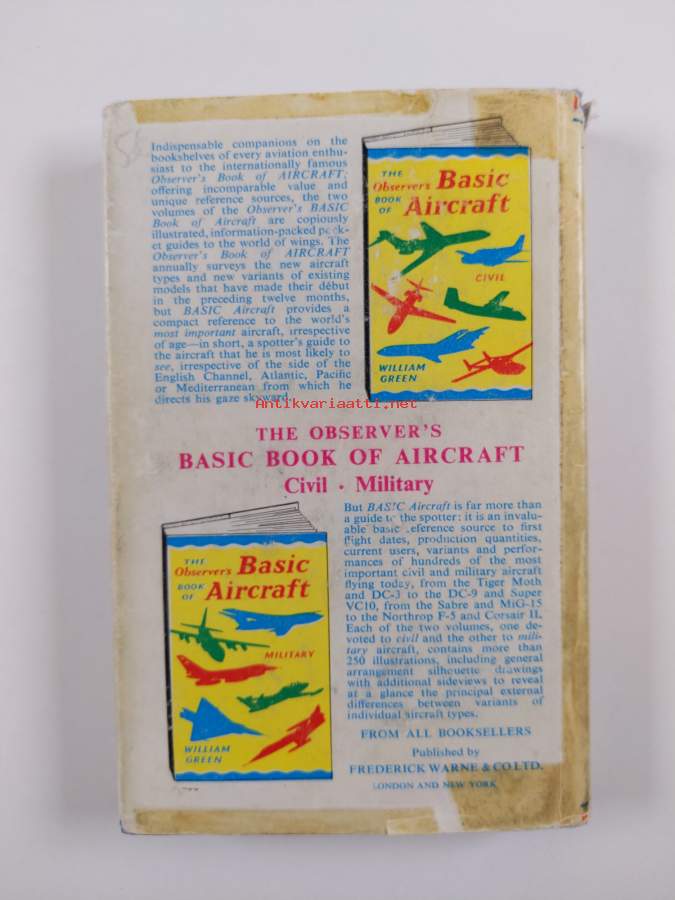 Indispensable companions on the
bookshelves of every aviation enthu-
siast to the internationally famous
Observer's Book of AIRCRAFT;
offering incomparable value and
unique reference sources, the two
volumes of the Observer's BASIC
Book of Aircraft are copiously
illustrated, information-packed pock-
et guides to the world of wings. The
Observer's Book of AIRCRAFT
annually surveys the new aircraft
types and new variants of existing
models that have made their début
in the preceding twelve months,
but BASIC Aircraft provides a
compact reference to the world's
most important aircraft, irrespective
of age—in short, a spotter's guide to
the aircraft that he is most likely to
see, irrespective of the side of the
English Channel, Atlantic, Pacific
or Mediterranean from which he
directs his gaze skyward.
THE
Observer's Basic
BOOK OF Aircraft
CIVIL
WILLIAM
GREEN
Antikvariaatti.net
THE OBSERVER'S
BASIC BOOK OF AIRCRAFT
Civil · Military
THE
Observer's Basic
BOOK OF Aircraft
MILITARY
WILLIAM
GREEN
But BASIC Aircraft is far more than
a guide to the spotter: it is an invalu-
able basic reference source to first
flight dates, production quantities,
current users, variants and perfor-
mances of hundreds of the most
important civil and military aircraft
flying today, from the Tiger Moth
and DC-3 to the DC-9 and Super
VC10, from the Sabre and MiG-15
to the Northrop F-5 and Corsair II.
Each of the two volumes, one de-
voted to civil and the other to mili-
tary aircraft, contains more than
250 illustrations, including general
arrangement silhouette drawings
with additional sideviews to reveal
at a glance the principal external
differences between variants of
individual aircraft types.
FROM ALL BOOKSELLERS
Published by
FREDERICK WARNE & CO LTD.
LONDON AND NEW YORK